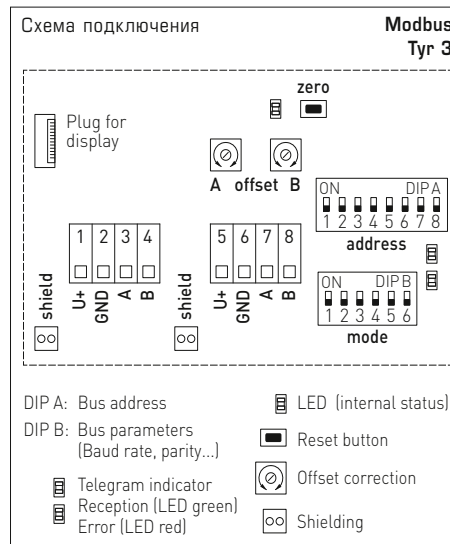 Схема подключения
Modbus
Tyr 3
zero
Plug for
display
A offset B
ON DIP A
1 2 3 4 5 6 7 8
address
1 2 3 4
5 6 7 8
shield
U+
GND
A
B
shield
U+
GND
A
B
ON DIP B
1 2 3 4 5 6
mode
DIP A: Bus address
DIP B: Bus parameters
(Baud rate, parity...)
Telegram indicator
Reception (LED green)
Error (LED red)
LED (internal status)
Reset button
Offset correction
Shielding